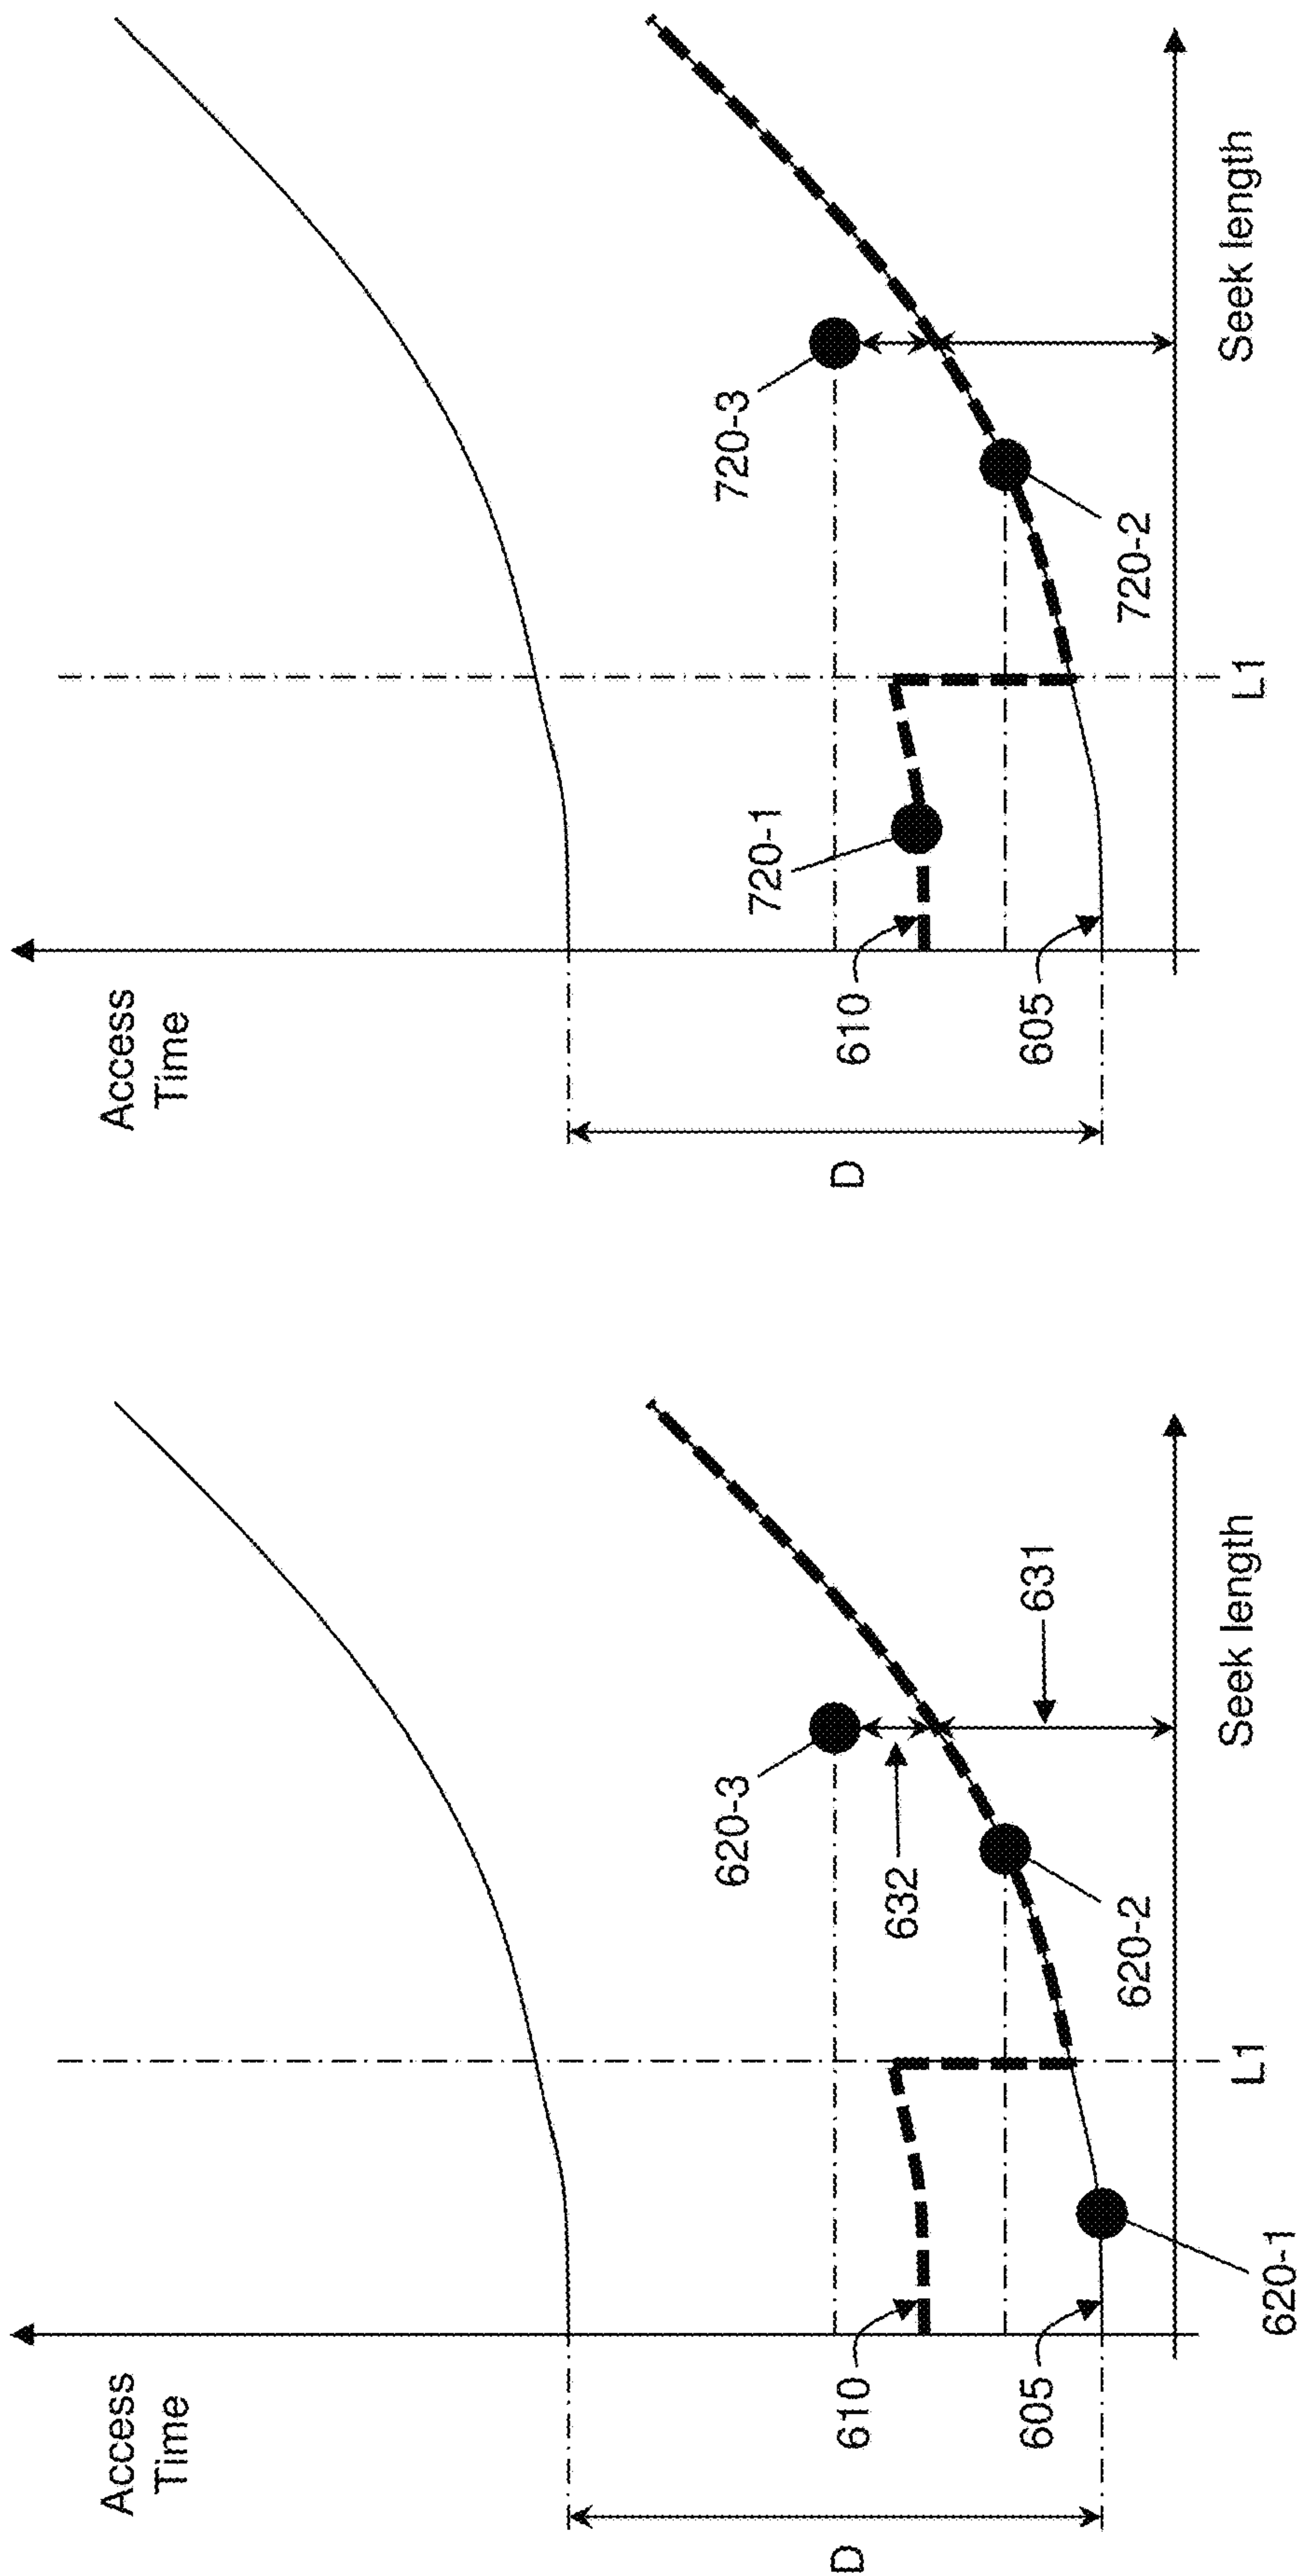 Access
Time
D
610
605
620-1
620-2
620-3
632
631
L1
Seek length
Access
Time
D
610
605
720-1
720-2
720-3
L1
Seek length